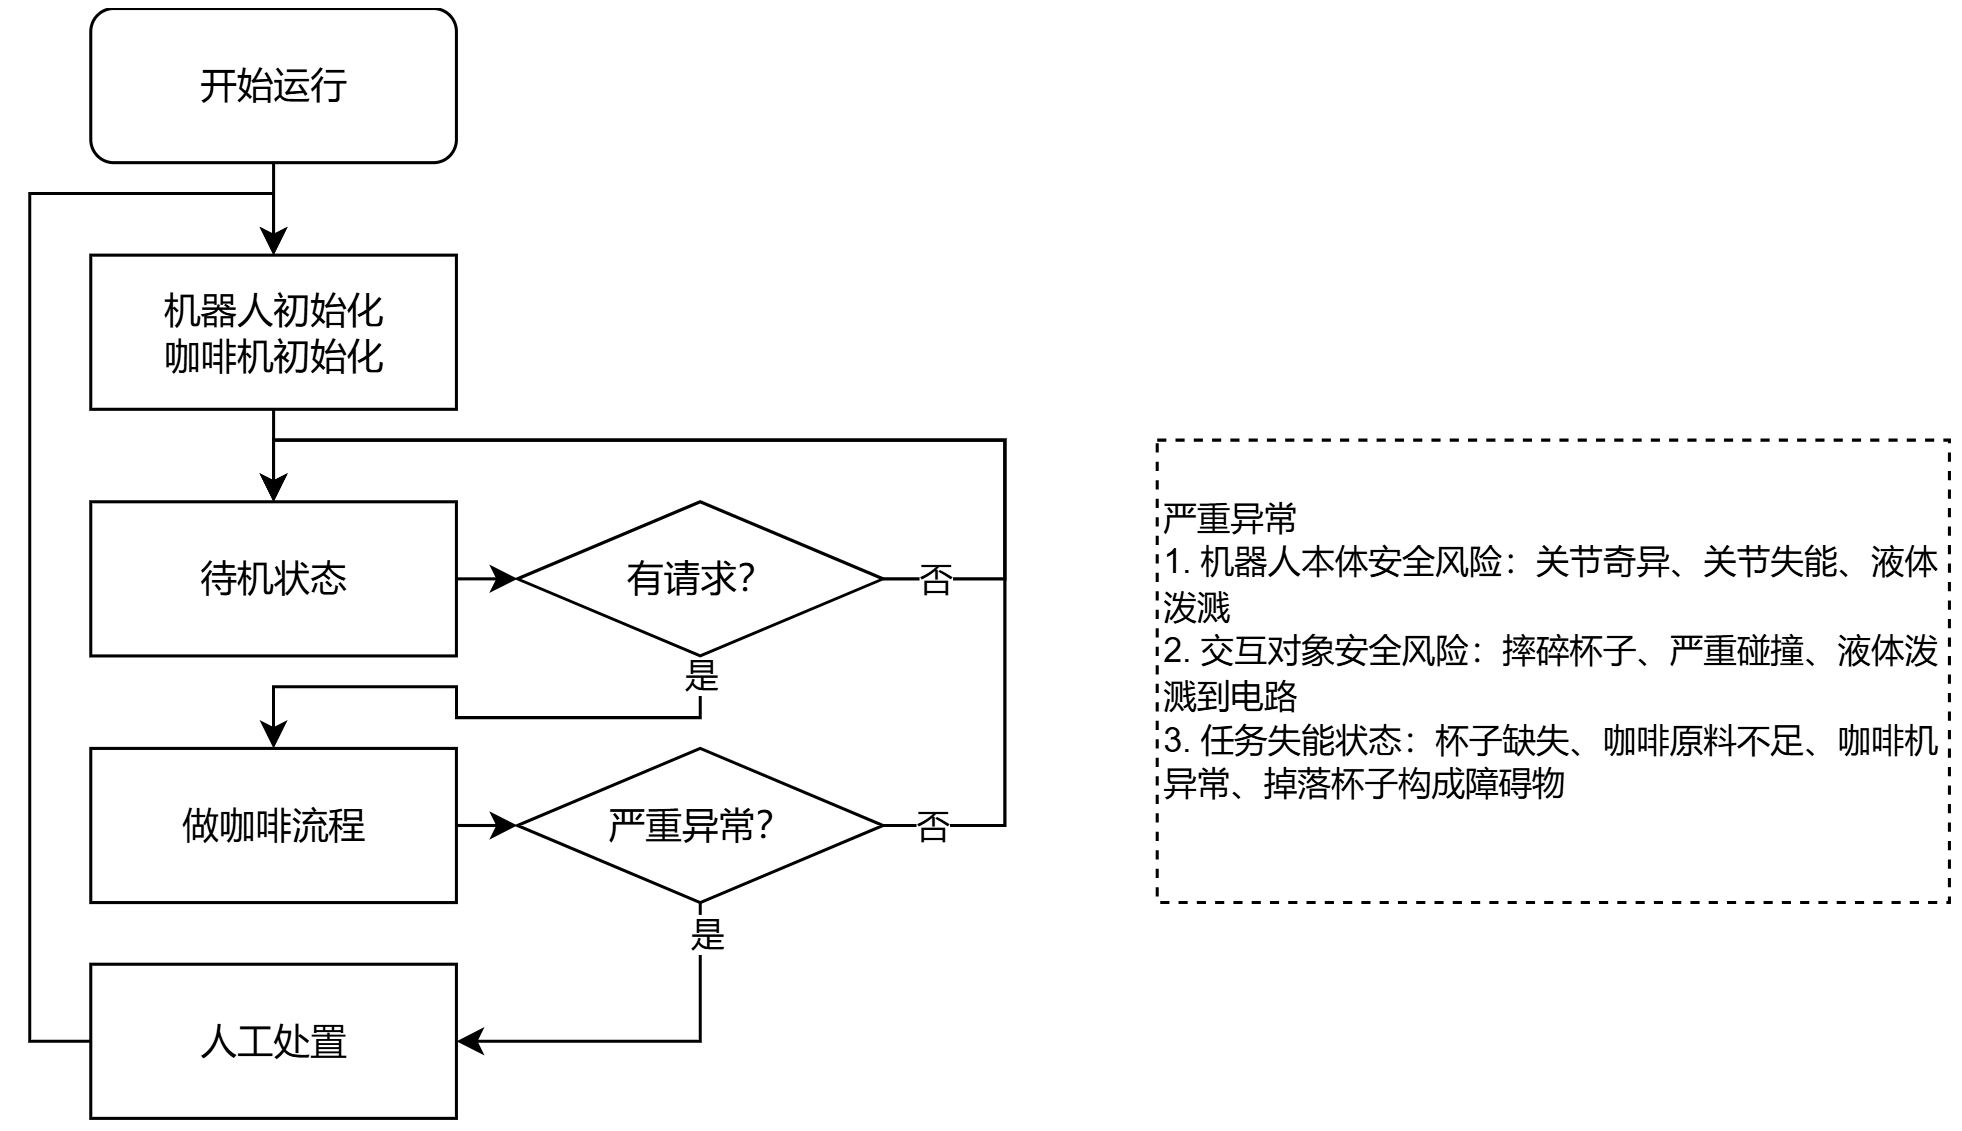 开始运行
机器人初始化
咖啡机初始化
待机状态
有请求?
否
是
做咖啡流程
严重异常?
否
是
人工处置
严重异常
1. 机器人本体安全风险：关节奇异、关节失能、液体
泼溅
2. 交互对象安全风险：摔碎杯子、严重碰撞、液体泼
溅到电路
3. 任务失能状态：杯子缺失、咖啡原料不足、咖啡机
异常、掉落杯子构成障碍物